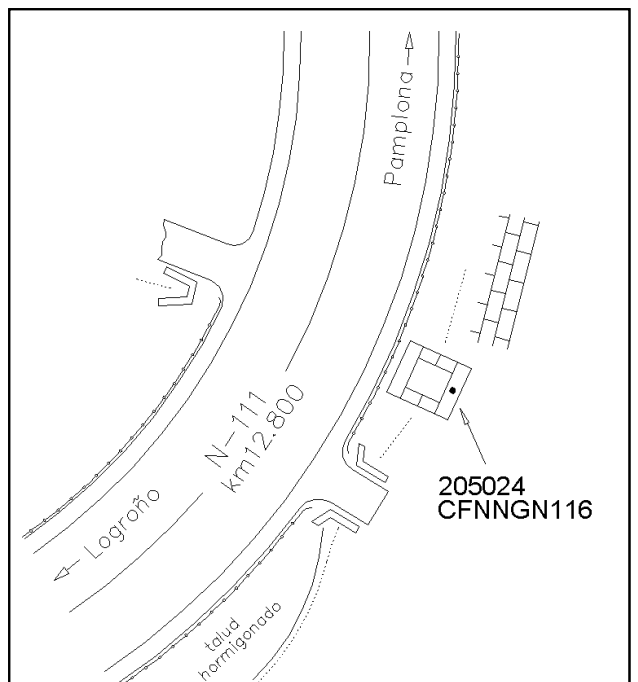 Pamplona
N-111
km12.800
Logroño
205024
CFNNGN116
talud
hormigonado